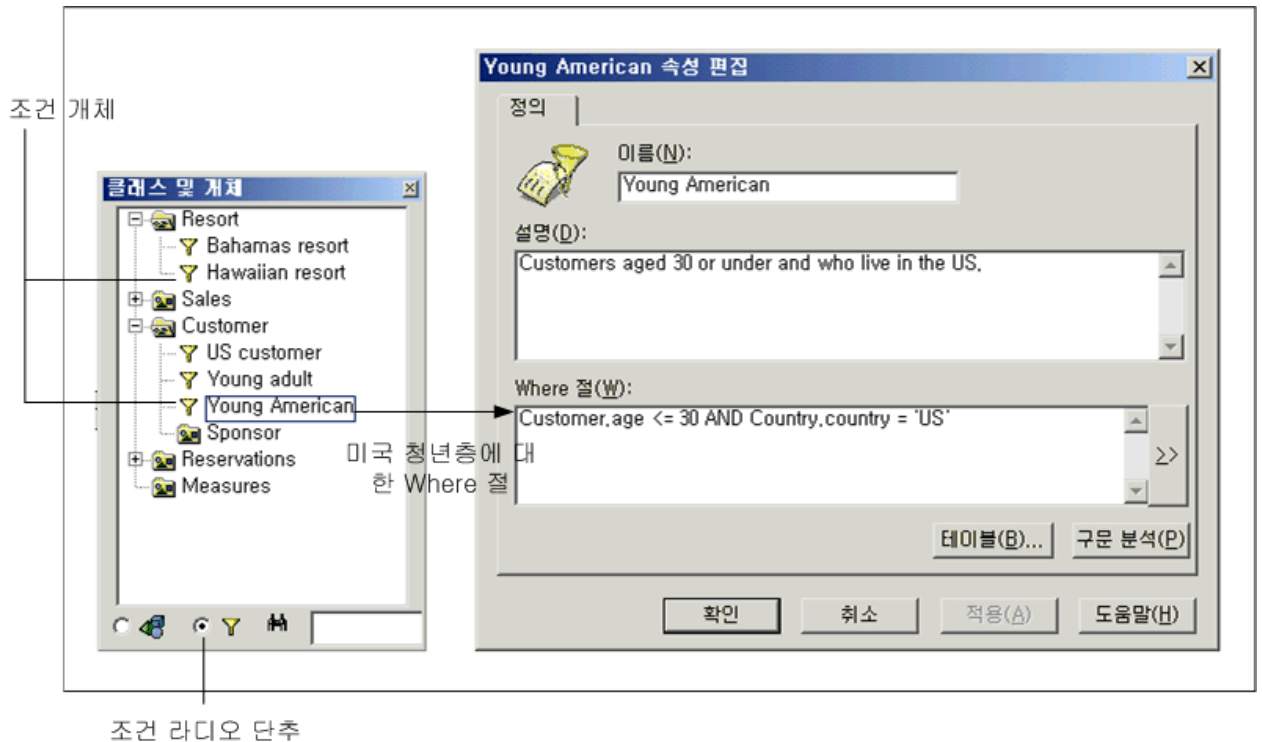 조건 개체
클래스 및 개체
Resort
Bahamas resort
Hawaiian resort
Sales
Customer
US customer
Young adult
Young American
Sponsor
Reservations
Measures
조건 라디오 단추
미국 청년층에 대
한 Where 절
Young American 속성 편집
정의
이름(N):
Young American
설명(D):
Customers aged 30 or under and who live in the US.
Where 절(W):
Customer.age <= 30 AND Country.country = 'US'
>>
테이블(B)... 구문 분석(P)
확인 취소 적용(A) 도움말(H)